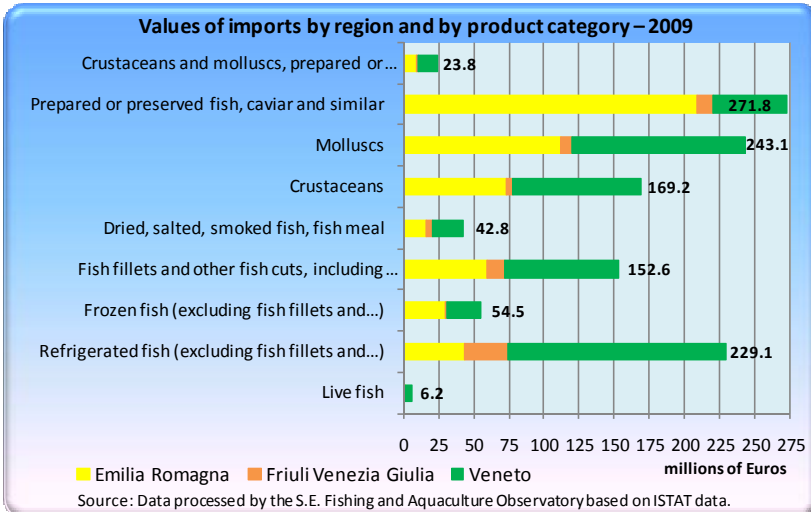 Values of imports by region and by product category – 2009
Crustaceans and molluscs, prepared or... 23.8
Prepared or preserved fish, caviar and similar 271.8
Molluscs 243.1
Crustaceans 169.2
Dried, salted, smoked fish, fish meal 42.8
Fish fillets and other fish cuts, including ... 152.6
Frozen fish (excluding fish fillets and...) 54.5
Refrigerated fish (excluding fish fillets and...) 229.1
Live fish 6.2
0 25 50 75 100 125 150 175 200 225 250 275
millions of Euros
Emilia Romagna Friuli Venezia Giulia Veneto
Source: Data processed by the S.E. Fishing and Aquaculture Observatory based on ISTAT data.